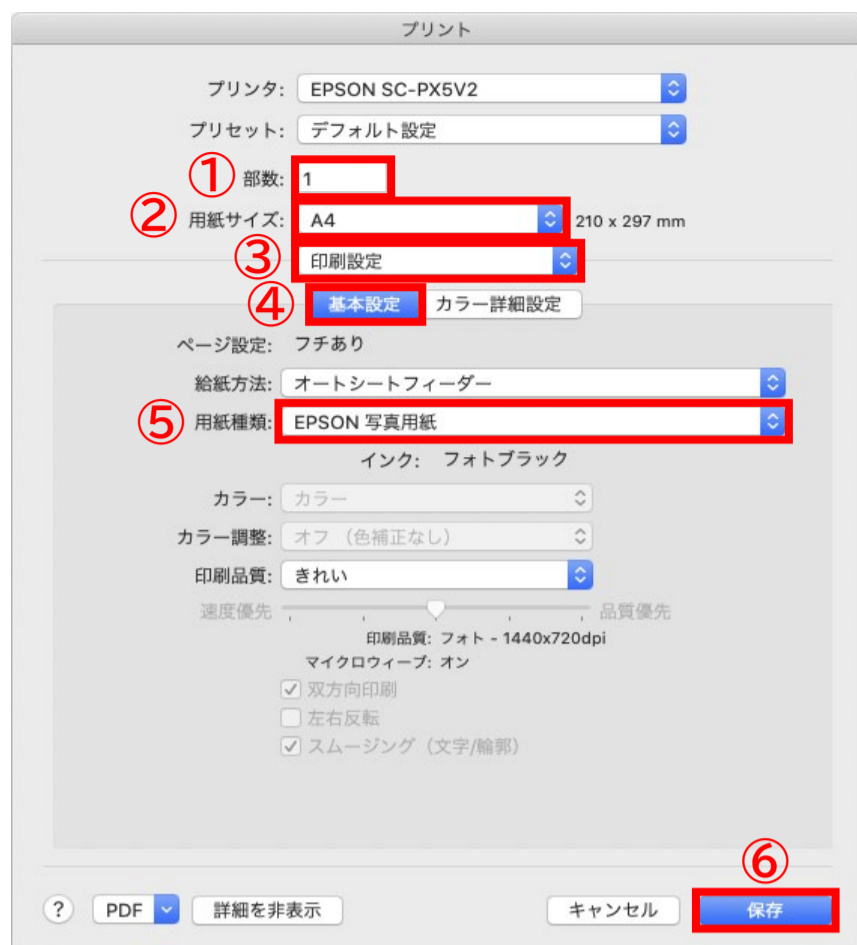 プリント
プリンタ: EPSON SC-PX5V2
プリセット: デフォルト設定
① 部数: 1
② 用紙サイズ: A4 210 x 297 mm
③ 印刷設定
④ 基本設定 カラー詳細設定
ページ設定: フチあり
給紙方法: オートシートフィーダー
⑤ 用紙種類: EPSON 写真用紙
インク: フォトブラック
カラー: カラー
カラー調整: オフ （色補正なし）
印刷品質: きれい
速度優先 品質優先
印刷品質: フォト - 1440x720dpi
マイクロウィーブ: オン
双方向印刷
左右反転
スムージング（文字/輪郭）
⑥
? PDF 詳細を非表示 キャンセル 保存